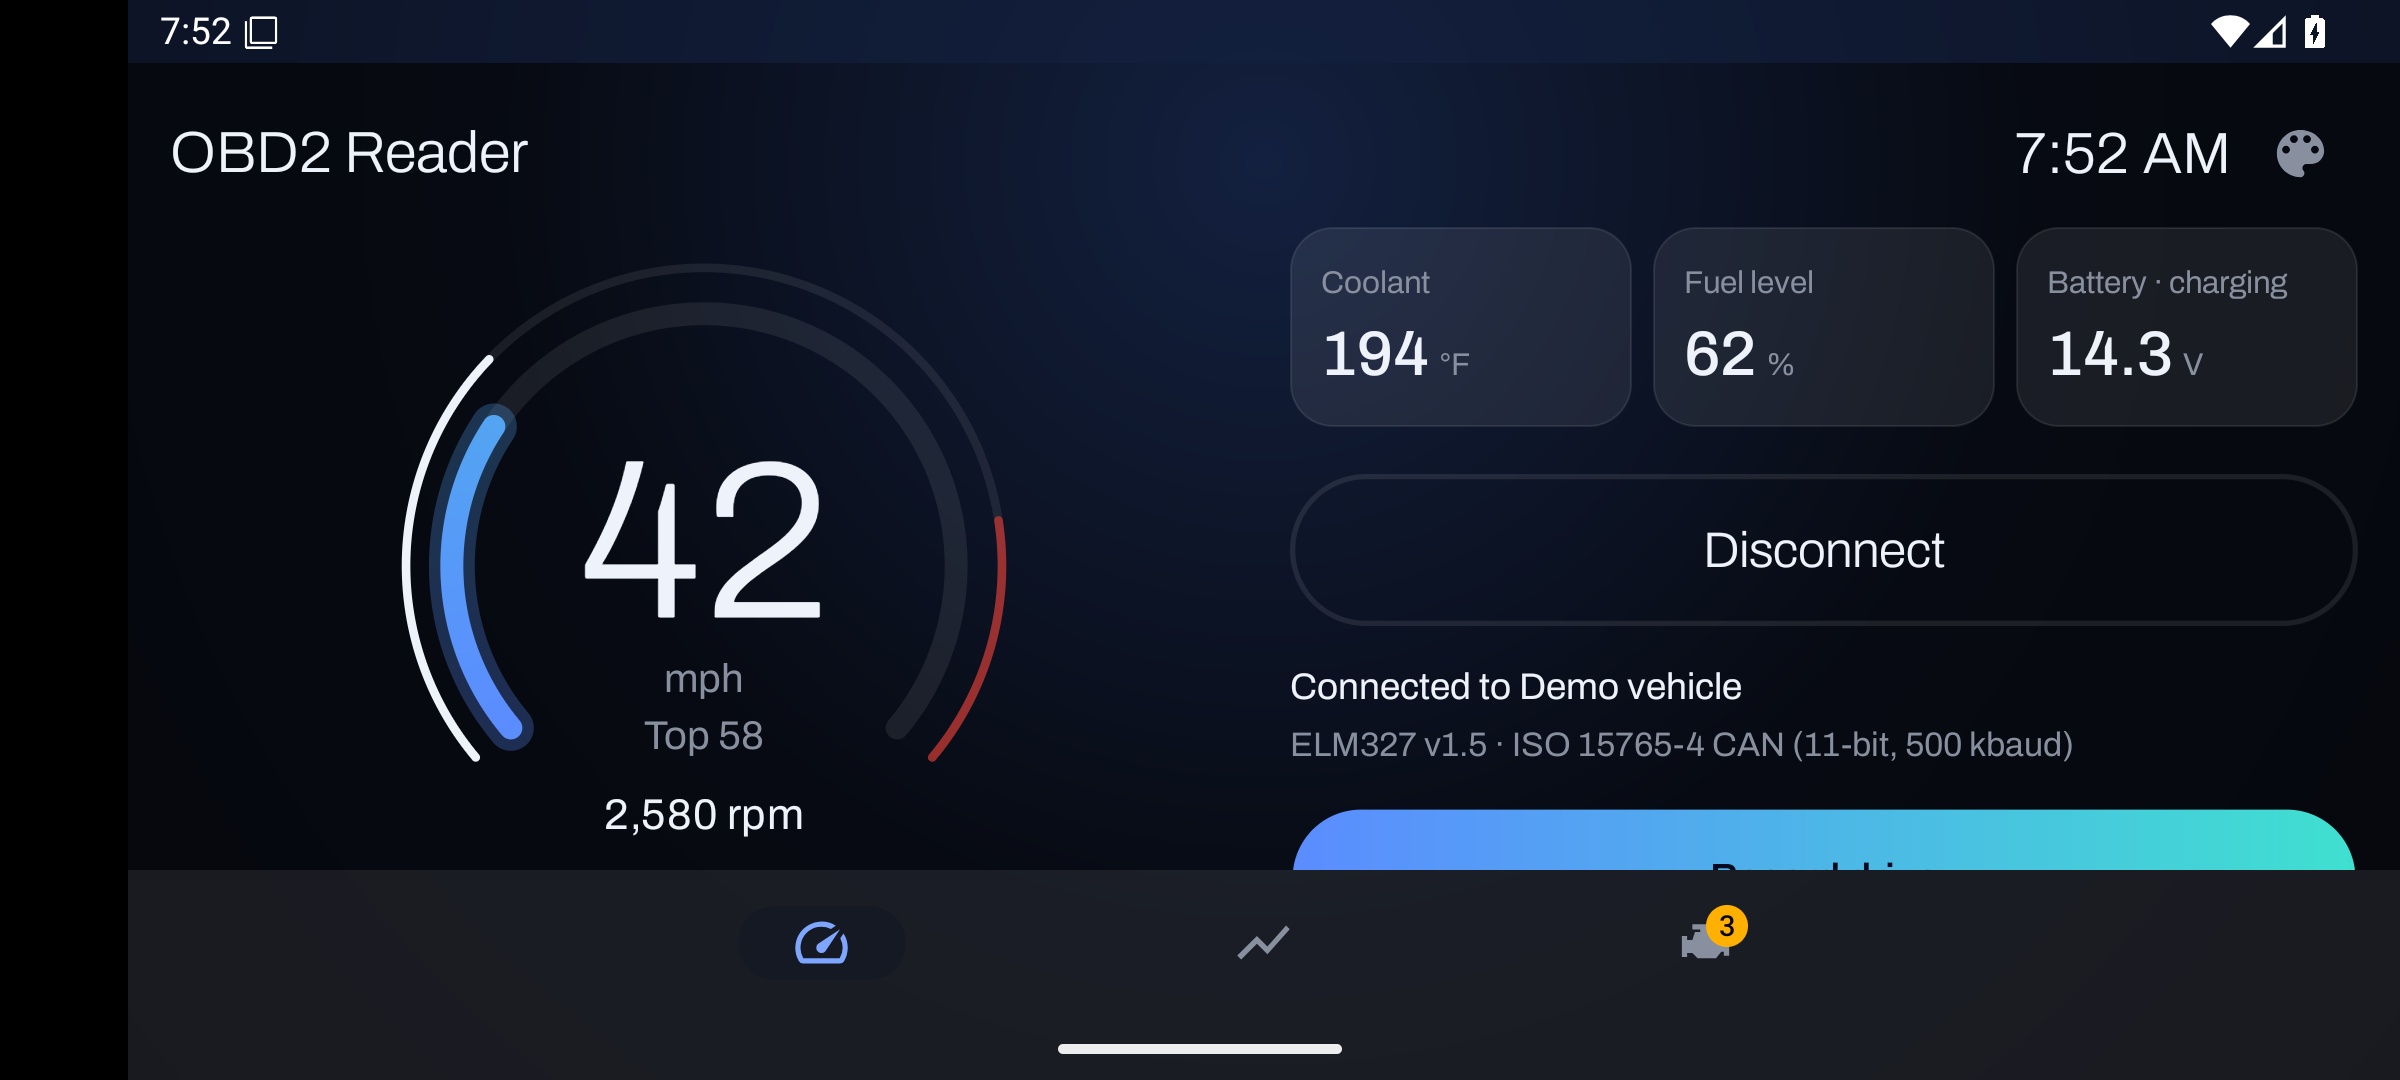 7:52
OBD2 Reader
7:52 AM
Coolant
194 °F
Fuel level
62 %
Battery · charging
14.3 V
42
mph
Top 58
2,580 rpm
Disconnect
Connected to Demo vehicle
ELM327 v1.5 · ISO 15765-4 CAN (11-bit, 500 kbaud)
3